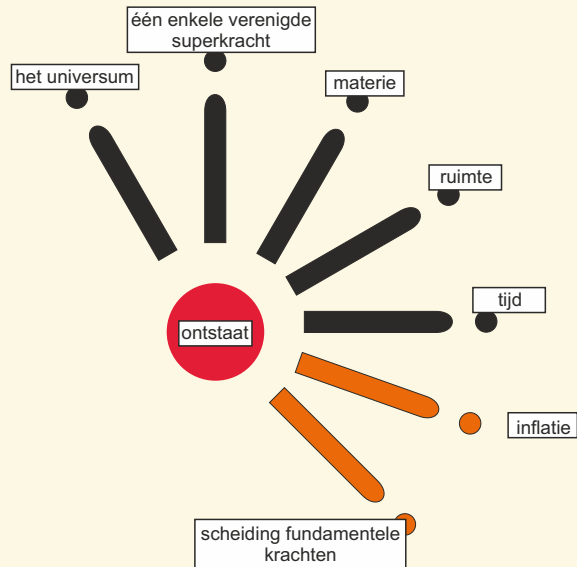 één enkele verenigde
superkracht
het universum
materie
ruimte
tijd
ontstaat
inflatie
scheiding fundamentele
krachten